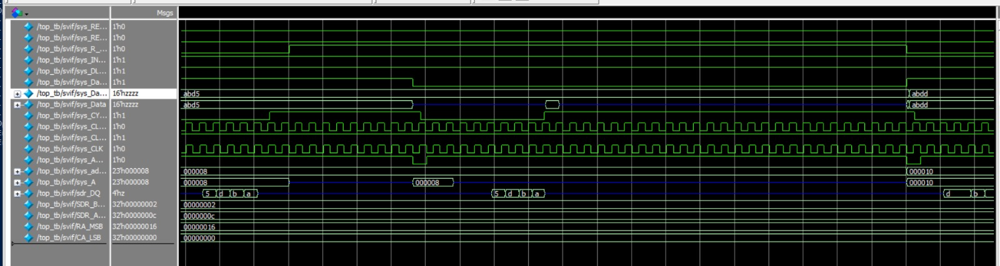 Msgs
/top_tb/svif/sys_RE... 1'h0
/top_tb/svif/sys_RE... 1'h0
/top_tb/svif/sys_R_... 1'h0
/top_tb/svif/sys_IN... 1'h1
/top_tb/svif/sys_DL... 1'h1
/top_tb/svif/sys_Da... 1'h1
/top_tb/svif/sys_Da... 16'hzzzz abd5 abdd
/top_tb/svif/sys_Data 16'hzzzz abd5 abdd
/top_tb/svif/sys_CY... 1'h1
/top_tb/svif/sys_CL... 1'h0
/top_tb/svif/sys_CL... 1'h1
/top_tb/svif/sys_CLK 1'h0
/top_tb/svif/sys_A... 1'h0
/top_tb/svif/sys_ad... 23'h000008 000008 000010
/top_tb/svif/sys_A 23'h000008 000008 000008 000010
/top_tb/svif/sdr_DQ 4'hz 5 d b a 5 d b a d b
/top_tb/svif/SDR_B... 32'h00000002 00000002
/top_tb/svif/SDR_A... 32'h0000000c 0000000c
/top_tb/svif/RA_MSB 32'h00000016 00000016
/top_tb/svif/CA_LSB 32'h00000000 00000000